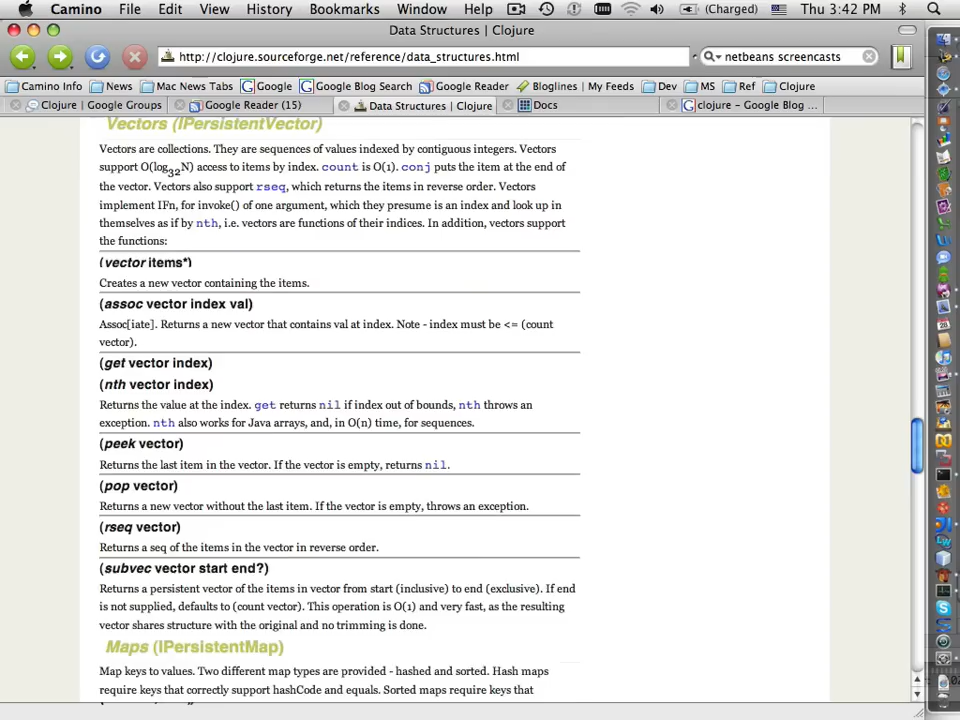 Camino File Edit View History Bookmarks Window Help (Charged) Thu 3:42 PM
Data Structures | Clojure
http://clojure.sourceforge.net/reference/data_structures.html netbeans screencasts
Camino Info News Mac News Tabs Google Google Blog Search Google Reader Bloglines | My Feeds Dev MS Ref Clojure
Clojure | Google Groups Google Reader (15) Data Structures | Clojure Docs clojure – Google Blog ...
Vectors (IPersistentVector)
Vectors are collections. They are sequences of values indexed by contiguous integers. Vectors
support O(log32N) access to items by index. count is O(1). conj puts the item at the end of
the vector. Vectors also support rseq, which returns the items in reverse order. Vectors
implement IFn, for invoke() of one argument, which they presume is an index and look up in
themselves as if by nth, i.e. vectors are functions of their indices. In addition, vectors support
the functions:
(vector items*)
Creates a new vector containing the items.
(assoc vector index val)
Assoc[iate]. Returns a new vector that contains val at index. Note - index must be <= (count
vector).
(get vector index)
(nth vector index)
Returns the value at the index. get returns nil if index out of bounds, nth throws an
exception. nth also works for Java arrays, and, in O(n) time, for sequences.
(peek vector)
Returns the last item in the vector. If the vector is empty, returns nil.
(pop vector)
Returns a new vector without the last item. If the vector is empty, throws an exception.
(rseq vector)
Returns a seq of the items in the vector in reverse order.
(subvec vector start end?)
Returns a persistent vector of the items in vector from start (inclusive) to end (exclusive). If end
is not supplied, defaults to (count vector). This operation is O(1) and very fast, as the resulting
vector shares structure with the original and no trimming is done.
Maps (IPersistentMap)
Map keys to values. Two different map types are provided - hashed and sorted. Hash maps
require keys that correctly support hashCode and equals. Sorted maps require keys that